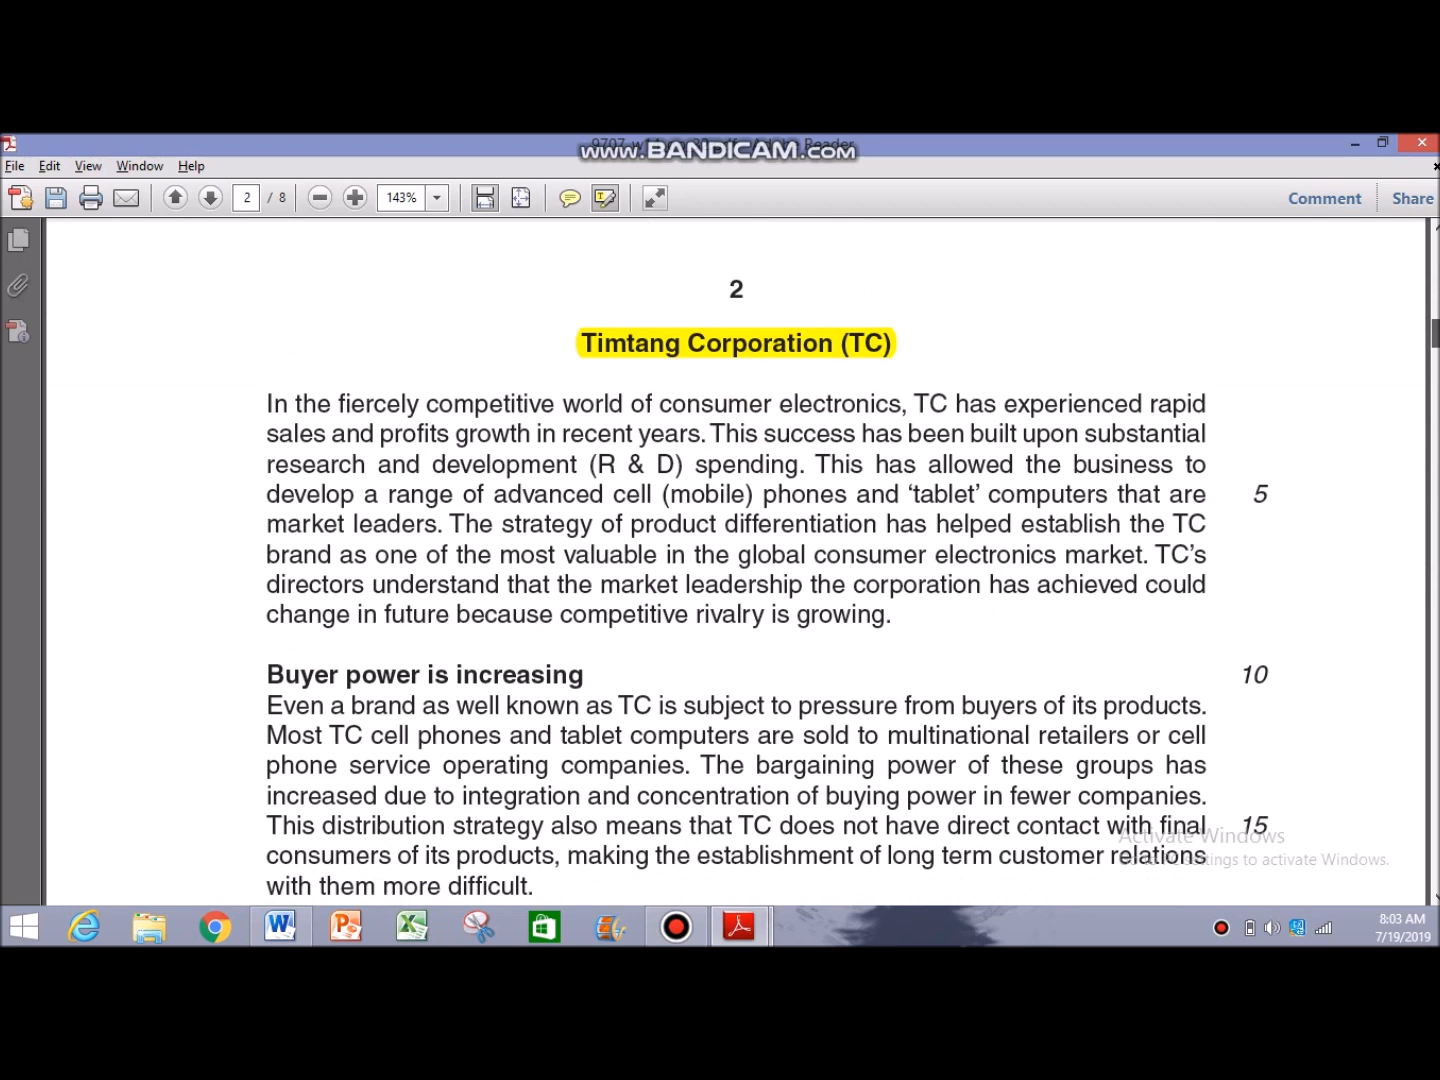 www.BANDICAM.com
File Edit View Window Help
2 / 8 143% Comment Share
2
Timtang Corporation (TC)
In the fiercely competitive world of consumer electronics, TC has experienced rapid
sales and profits growth in recent years. This success has been built upon substantial
research and development (R & D) spending. This has allowed the business to
develop a range of advanced cell (mobile) phones and ‘tablet’ computers that are 5
market leaders. The strategy of product differentiation has helped establish the TC
brand as one of the most valuable in the global consumer electronics market. TC’s
directors understand that the market leadership the corporation has achieved could
change in future because competitive rivalry is growing.
Buyer power is increasing 10
Even a brand as well known as TC is subject to pressure from buyers of its products.
Most TC cell phones and tablet computers are sold to multinational retailers or cell
phone service operating companies. The bargaining power of these groups has
increased due to integration and concentration of buying power in fewer companies.
This distribution strategy also means that TC does not have direct contact with final 15
consumers of its products, making the establishment of long term customer relations
with them more difficult.
Activate Windows
settings to activate Windows.
8:03 AM
7/19/2019